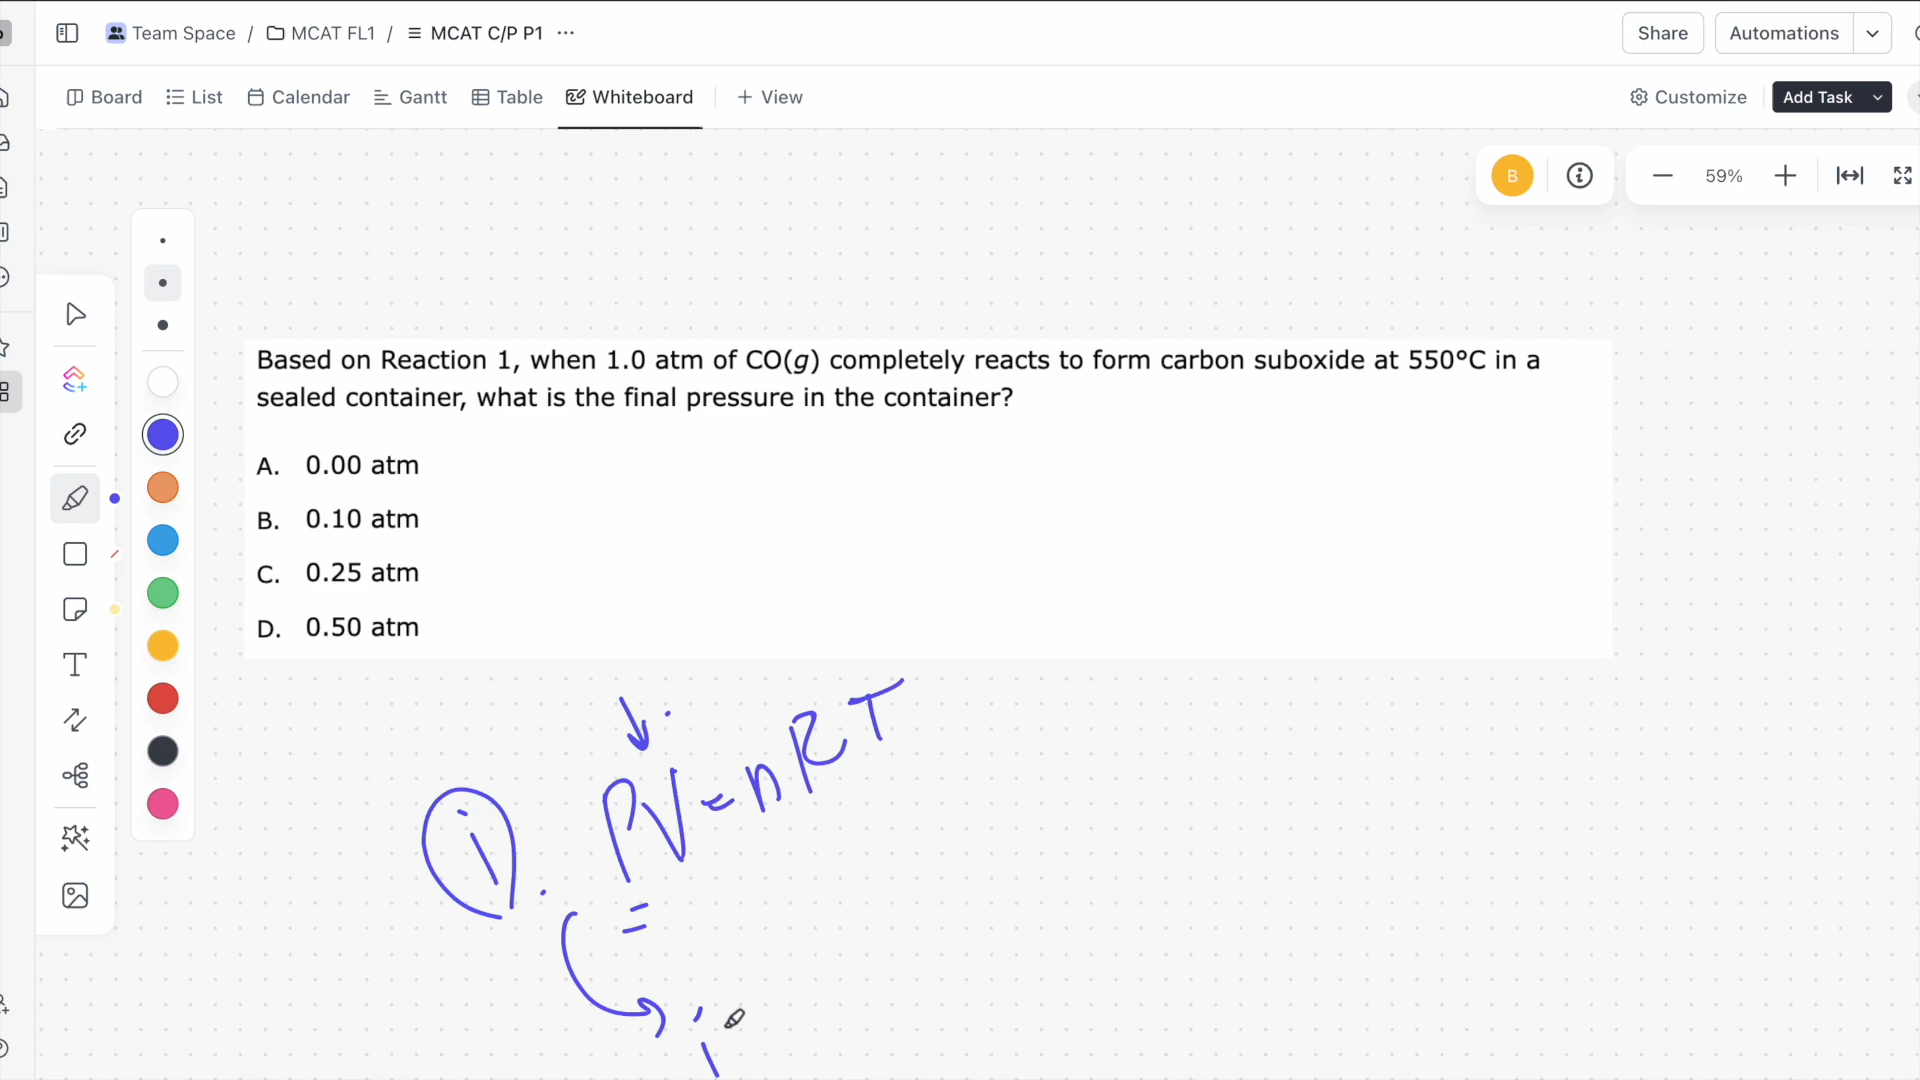 Team Space / MCAT FL1 / MCAT C/P P1 ...
Share
Automations
Board
List
Calendar
Gantt
Table
Whiteboard
+ View
Customize
Add Task
B
59%
Based on Reaction 1, when 1.0 atm of CO(g) completely reacts to form carbon suboxide at 550°C in a
sealed container, what is the final pressure in the container?
A. 0.00 atm
B. 0.10 atm
C. 0.25 atm
D. 0.50 atm
T
i
PV = nRT